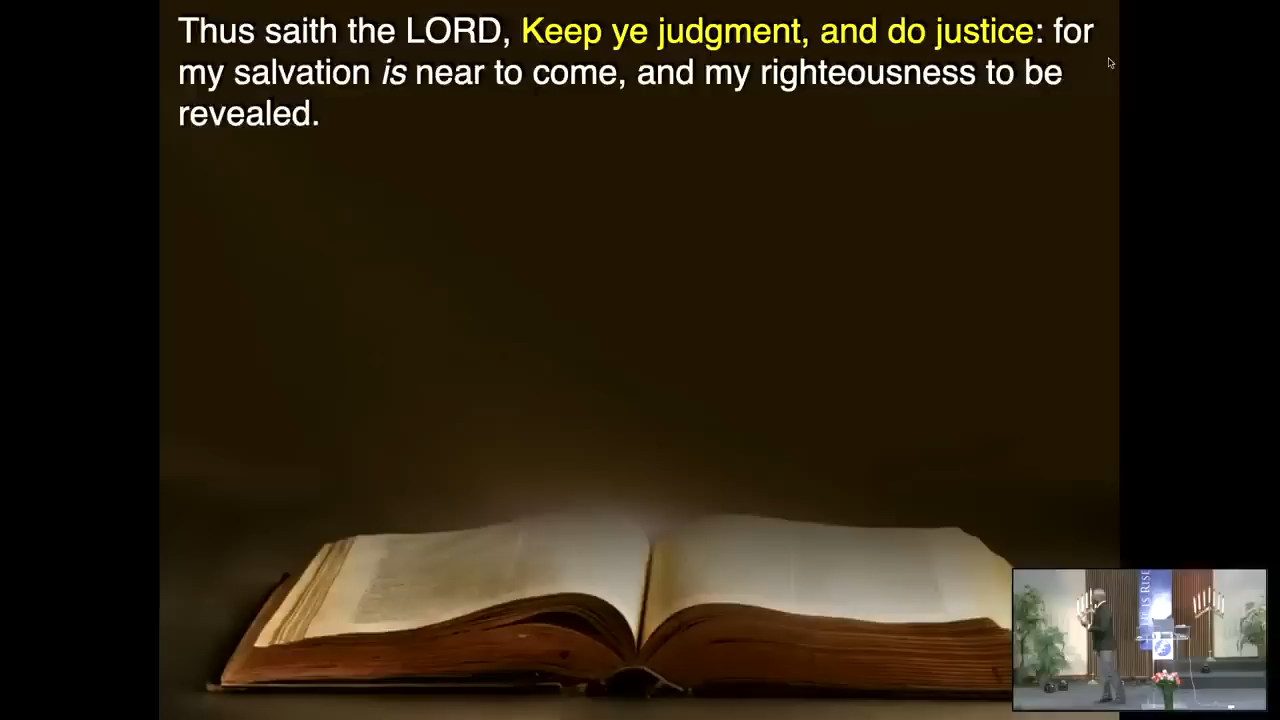 Thus saith the LORD, Keep ye judgment, and do justice: for
my salvation is near to come, and my righteousness to be
revealed.